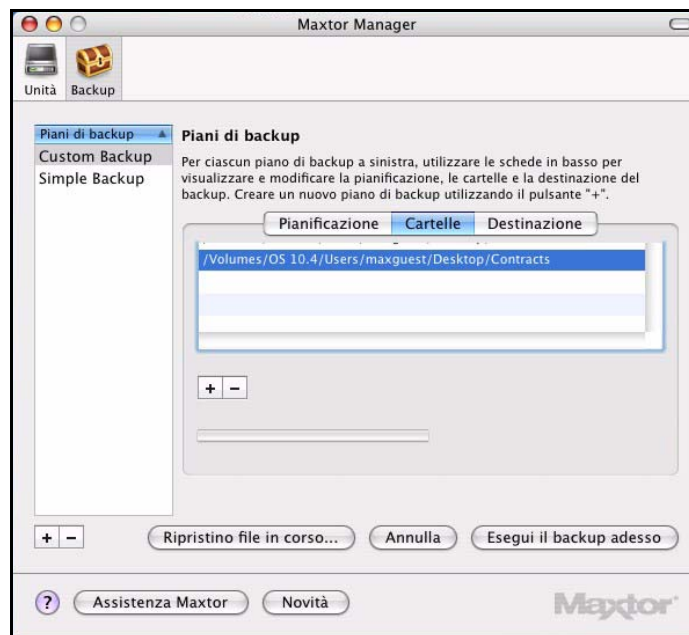 Maxtor Manager
Unità
Backup
Piani di backup
Custom Backup
Simple Backup
Piani di backup
Per ciascun piano di backup a sinistra, utilizzare le schede in basso per
visualizzare e modificare la pianificazione, le cartelle e la destinazione del
backup. Creare un nuovo piano di backup utilizzando il pulsante "+".
Pianificazione Cartelle Destinazione
/Volumes/OS 10.4/Users/maxguest/Desktop/Contracts
+ −
+ −
Ripristino file in corso... Annulla Esegui il backup adesso
? Assistenza Maxtor Novità
Maxtor